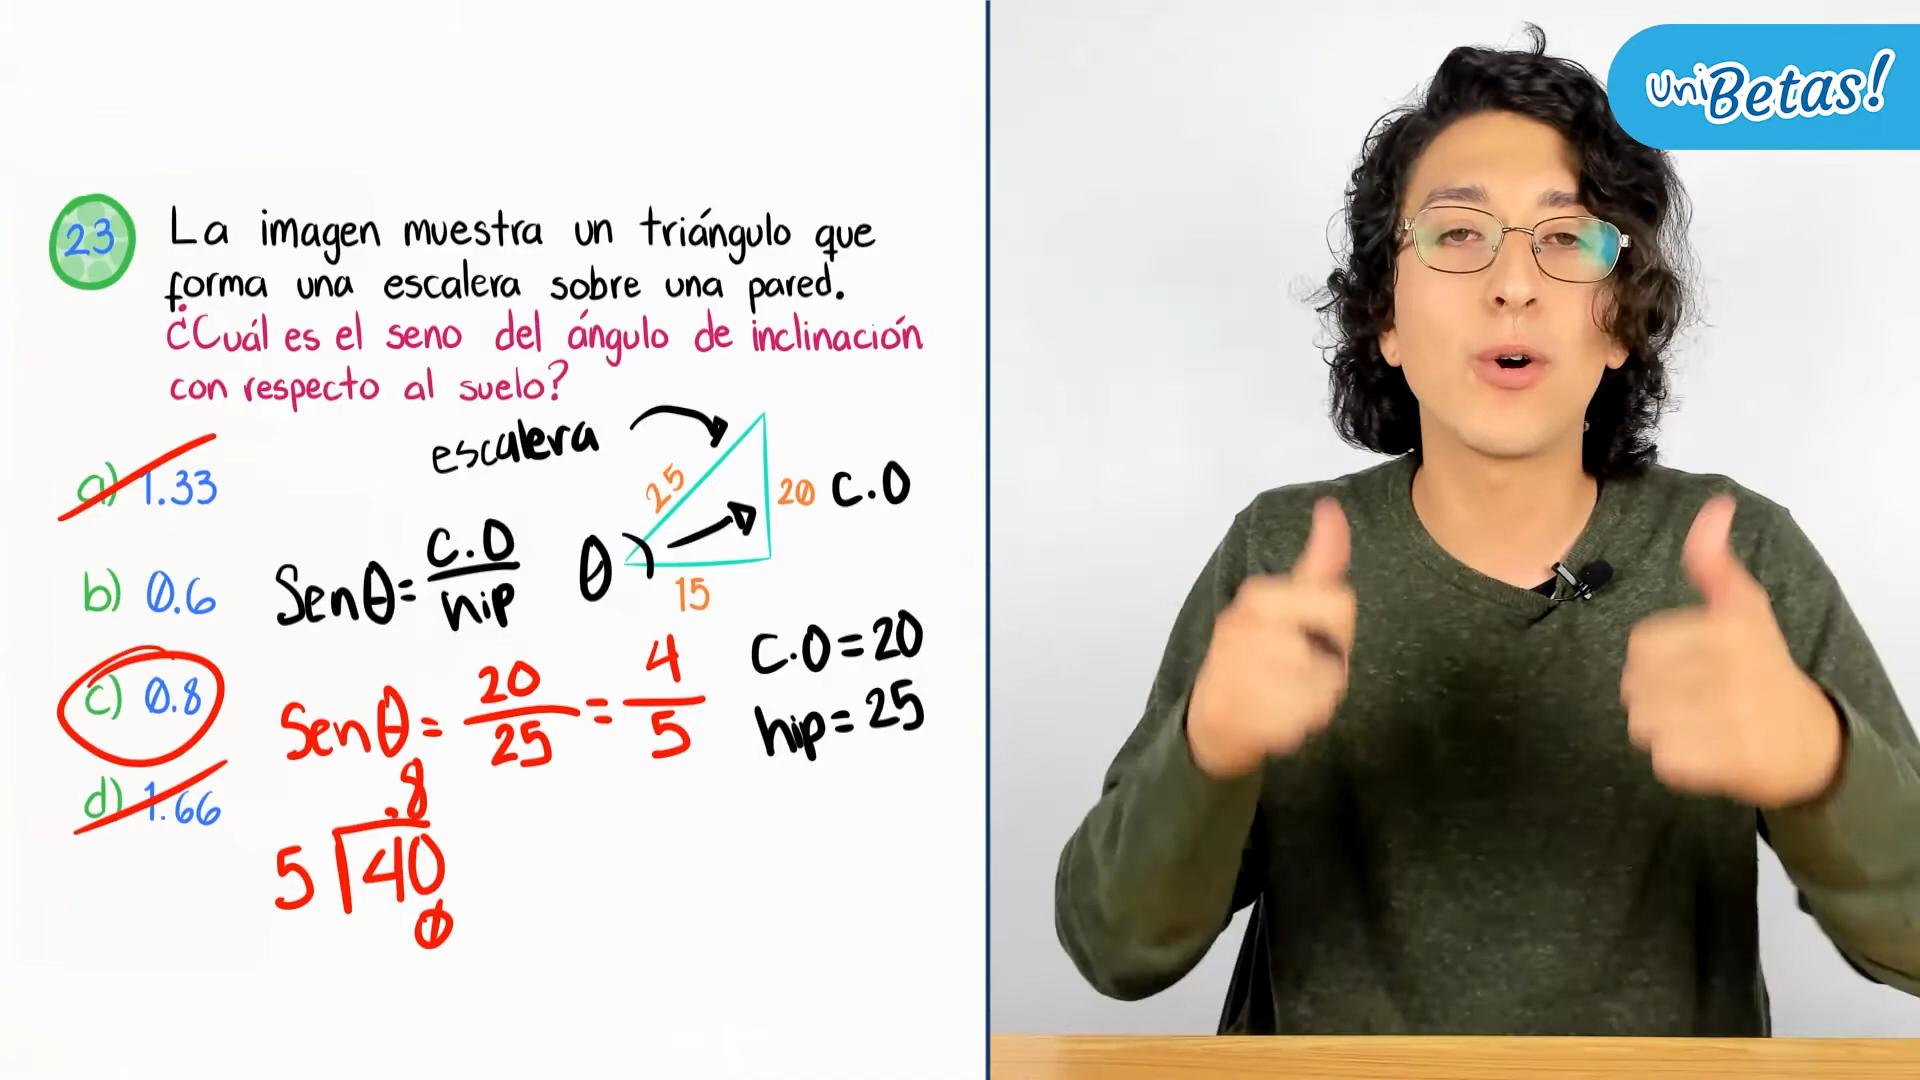 uniBetas!
23
La imagen muestra un triángulo que
forma una escalera sobre una pared.
¿Cuál es el seno del ángulo de inclinación
con respecto al suelo?
a) 1.33
b) 0.6
c) 0.8
d) 1.66
escalera
25
20 C.O
θ
15
Senθ = C.O / hip
C.O = 20
hip = 25
Senθ = 20 / 25 = 4 / 5
.8
5 40
0